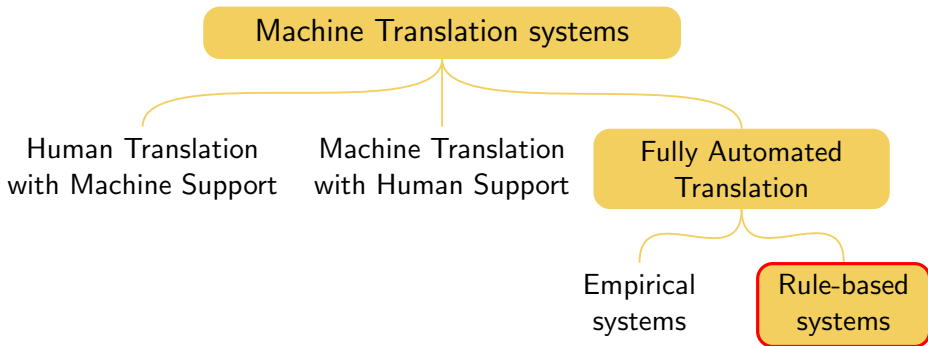 Machine Translation systems
Human Translation
with Machine Support
Machine Translation
with Human Support
Fully Automated
Translation
Empirical
systems
Rule-based
systems